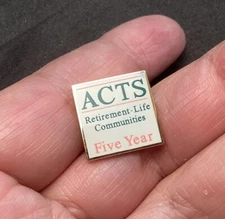 ACTS
Retirement-Life
Communities
Five Year